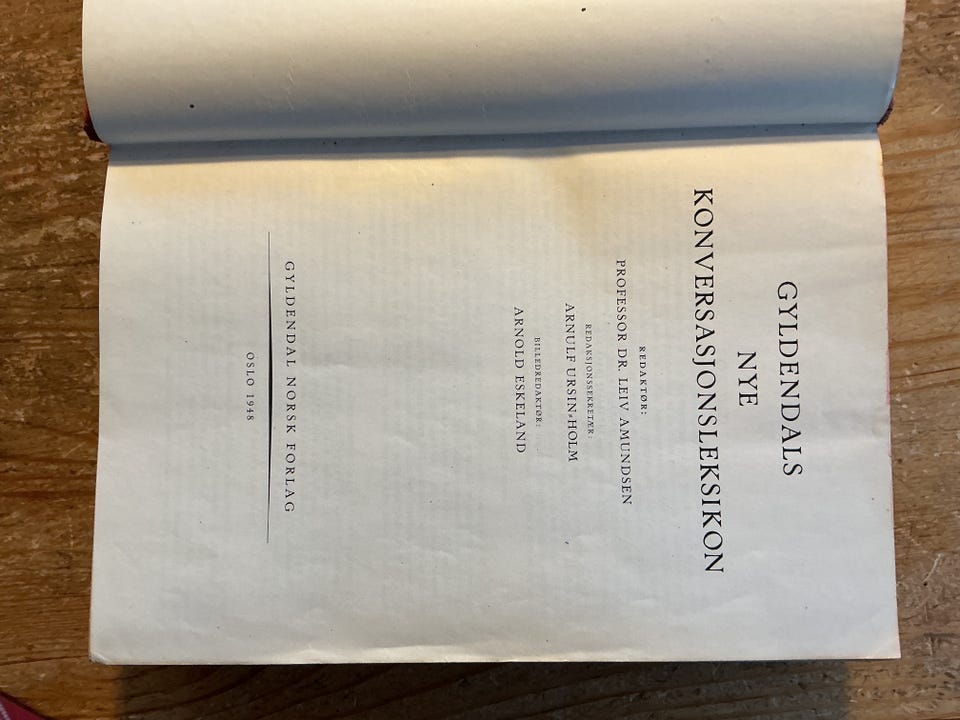 GYLDENDALS
NYE
KONVERSASJONSLEKSIKON
REDAKTØR:
PROFESSOR DR. LEIV AMUNDSEN
REDAKSJONSSEKRETÆR:
ARNULF URSIN-HOLM
BILLEDREDAKTØR:
ARNOLD ESKELAND
GYLDENDAL NORSK FORLAG
OSLO 1948